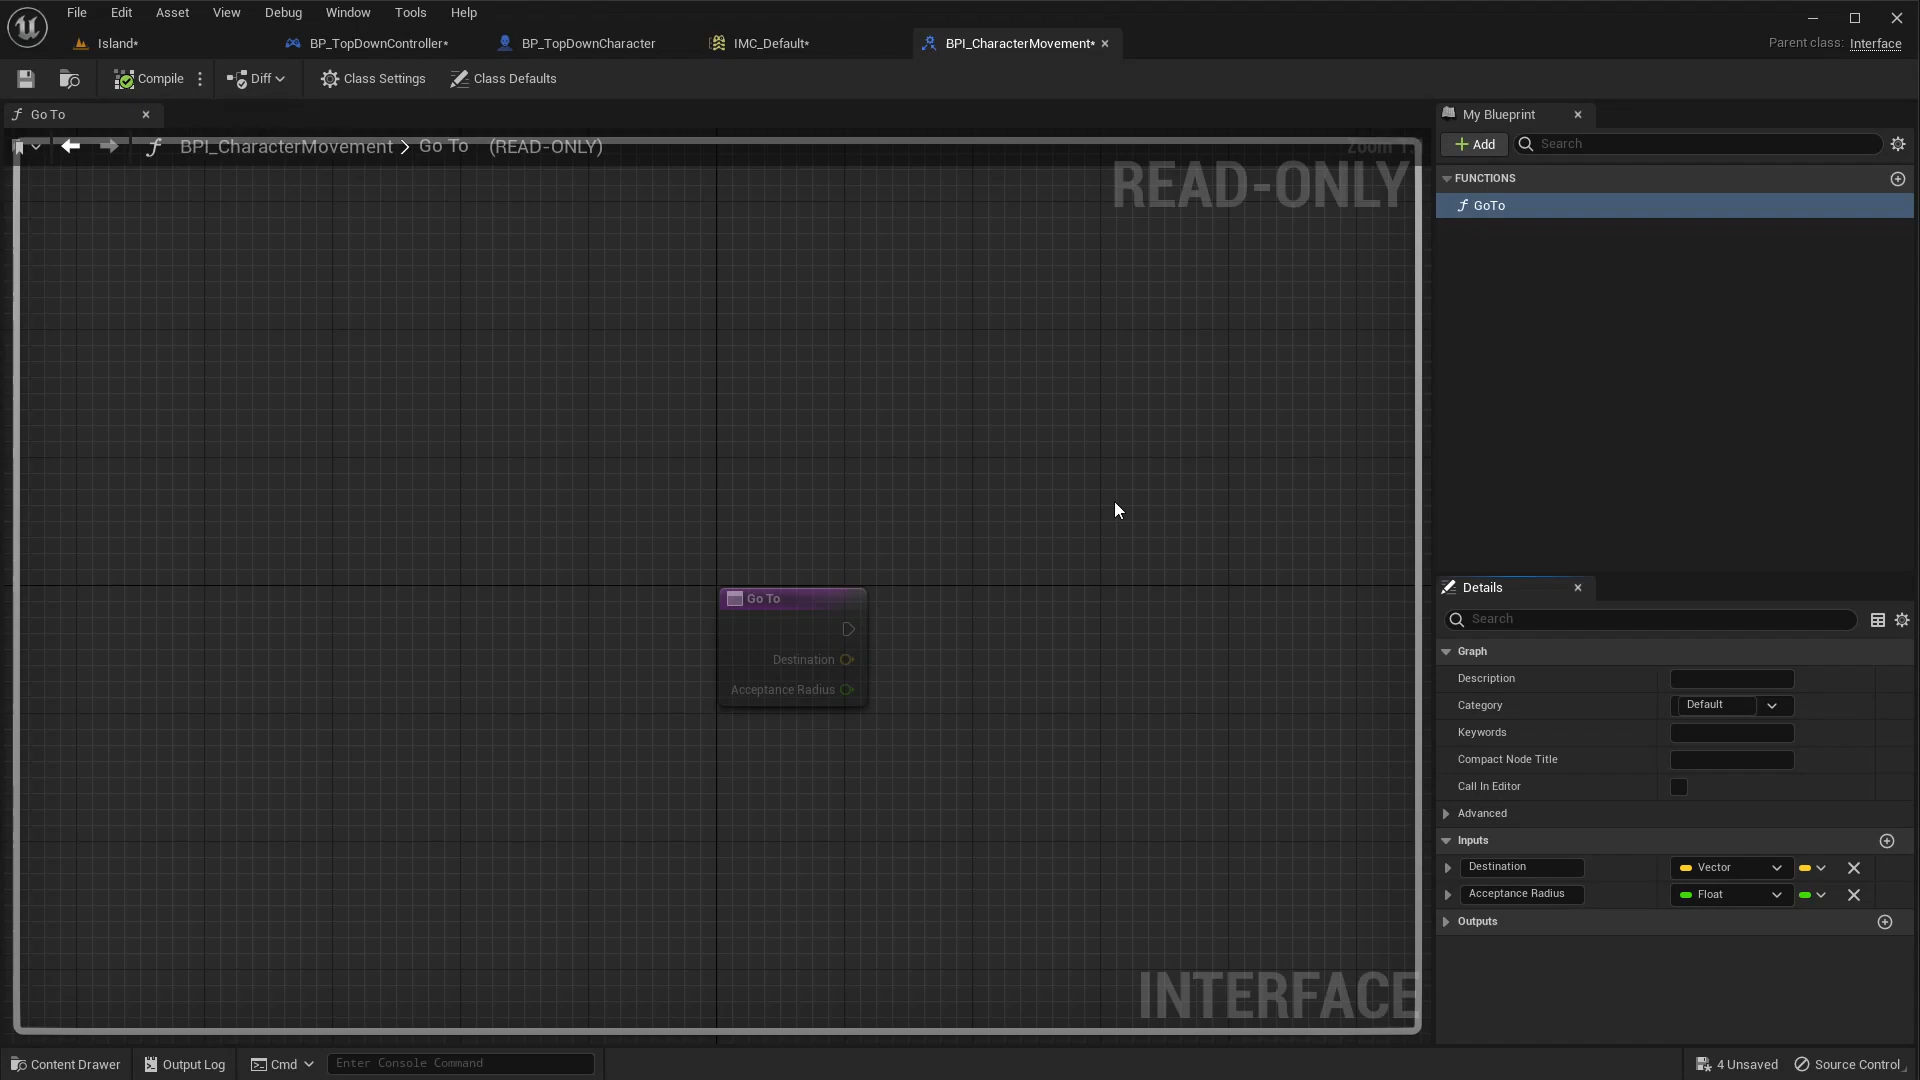 File Edit Asset View Debug Window Tools Help
Island* BP_TopDownController* BP_TopDownCharacter IMC_Default* BPI_CharacterMovement* Parent class: Interface
Compile Diff Class Settings Class Defaults
Go To
My Blueprint
BPI_CharacterMovement > Go To (READ-ONLY)
READ-ONLY
+ Add Search
FUNCTIONS
GoTo
Go To
Destination
Acceptance Radius
INTERFACE
Details
Search
Graph
Description
Category Default
Keywords
Compact Node Title
Call In Editor
Advanced
Inputs
Destination Vector
Acceptance Radius Float
Outputs
Content Drawer Output Log Cmd Enter Console Command 4 Unsaved Source Control